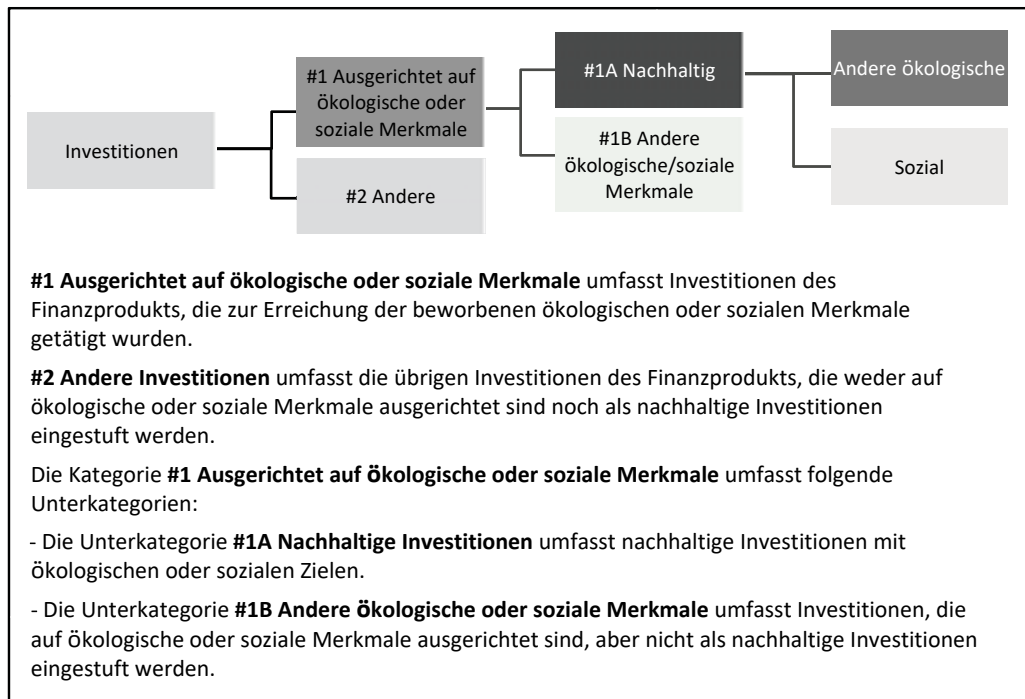 Investitionen
#1 Ausgerichtet auf
ökologische oder
soziale Merkmale
#2 Andere
#1A Nachhaltig
#1B Andere
ökologische/soziale
Merkmale
Andere ökologische
Sozial
#1 Ausgerichtet auf ökologische oder soziale Merkmale umfasst Investitionen des
Finanzprodukts, die zur Erreichung der beworbenen ökologischen oder sozialen Merkmale
getätigt wurden.
#2 Andere Investitionen umfasst die übrigen Investitionen des Finanzprodukts, die weder auf
ökologische oder soziale Merkmale ausgerichtet sind noch als nachhaltige Investitionen
eingestuft werden.
Die Kategorie #1 Ausgerichtet auf ökologische oder soziale Merkmale umfasst folgende
Unterkategorien:
- Die Unterkategorie #1A Nachhaltige Investitionen umfasst nachhaltige Investitionen mit
ökologischen oder sozialen Zielen.
- Die Unterkategorie #1B Andere ökologische oder soziale Merkmale umfasst Investitionen, die
auf ökologische oder soziale Merkmale ausgerichtet sind, aber nicht als nachhaltige Investitionen
eingestuft werden.